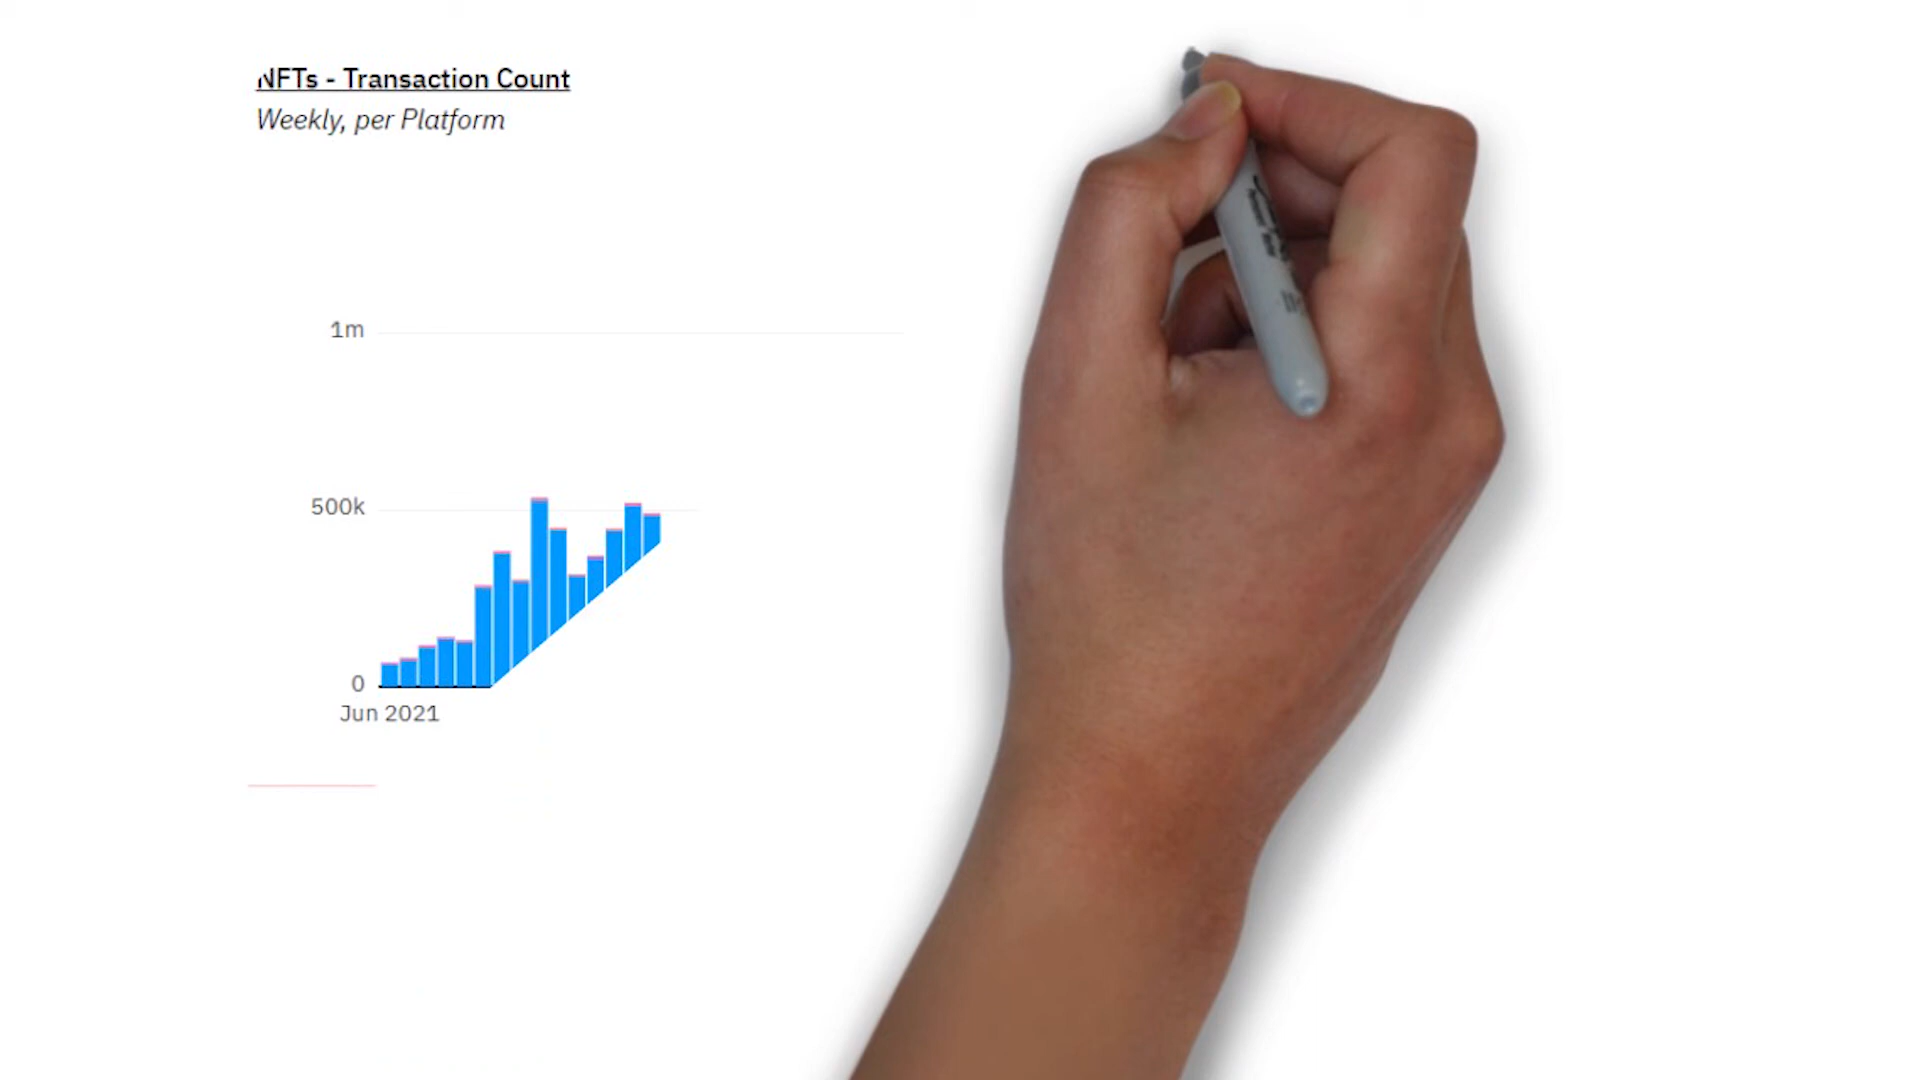 NFTs - Transaction Count
Weekly, per Platform
1m
500k
0
Jun 2021